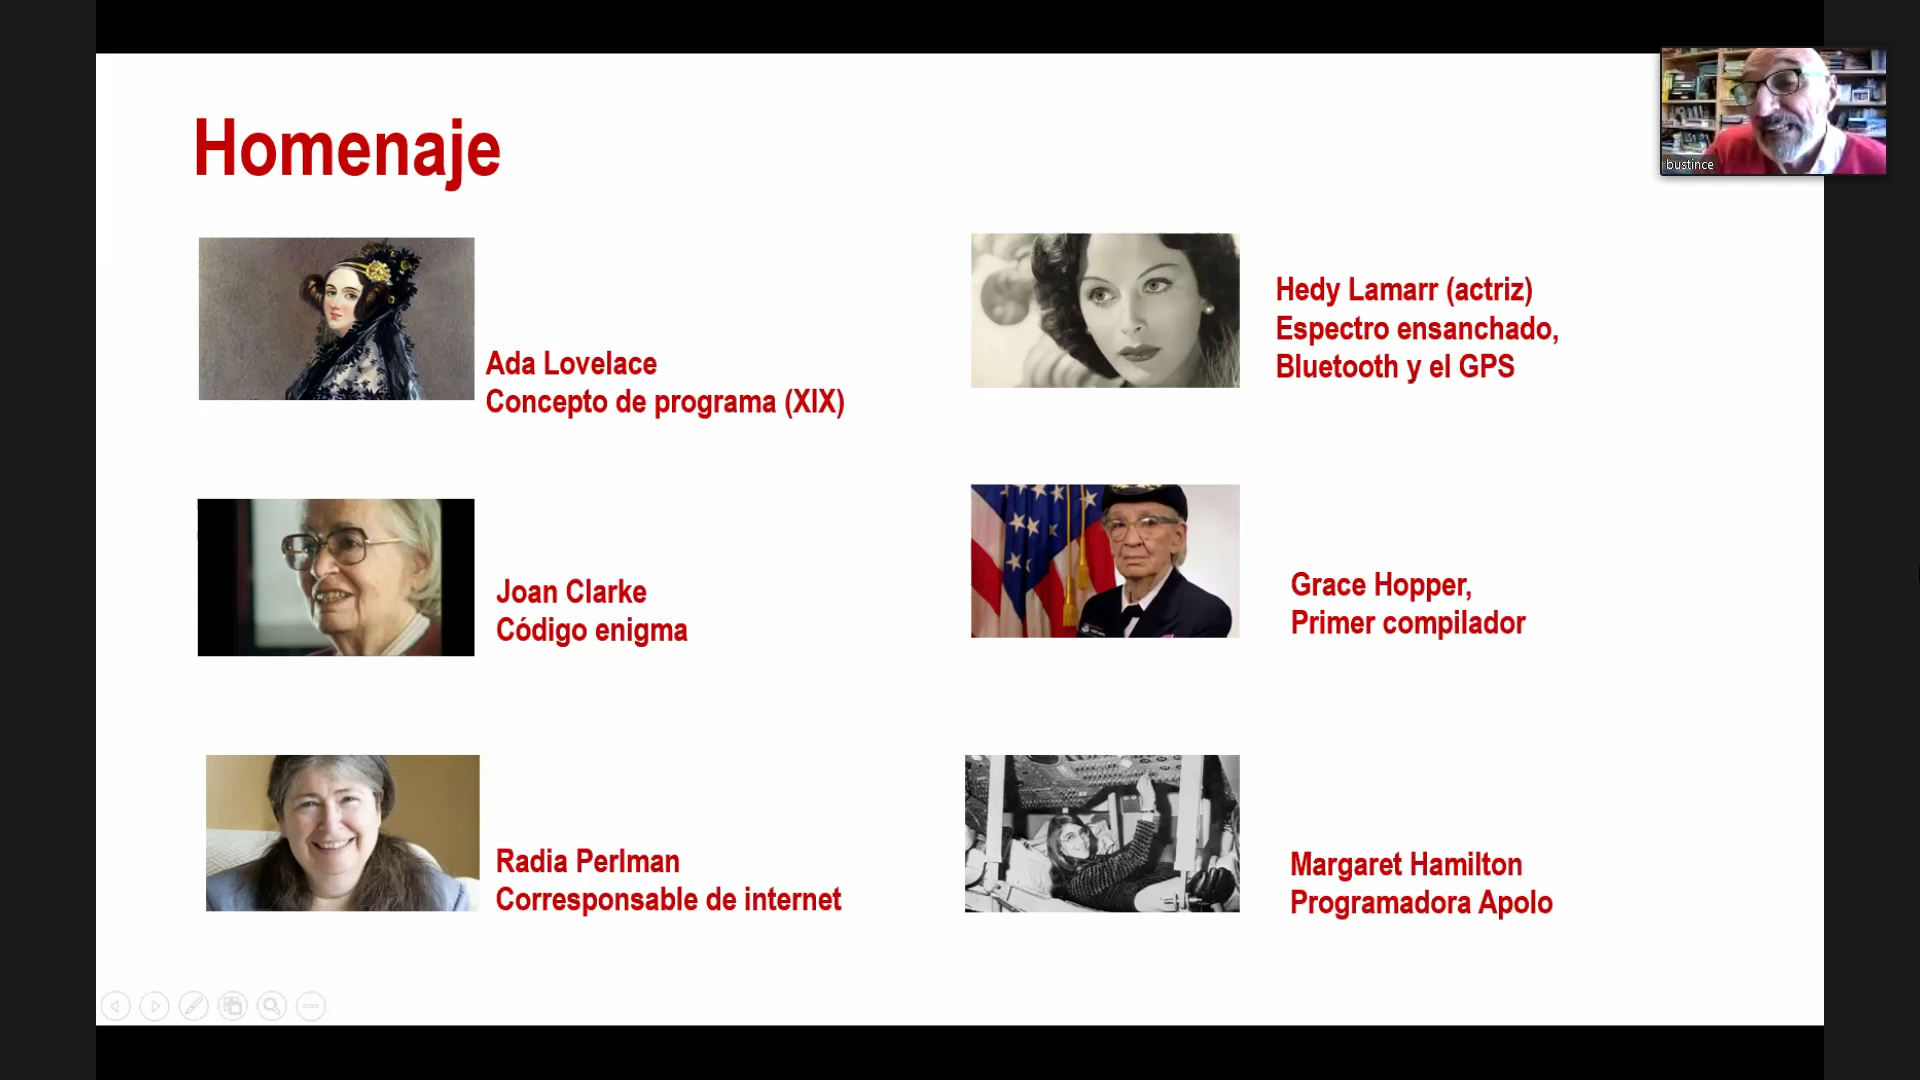 Homenaje
bustince
Ada Lovelace
Concepto de programa (XIX)
Hedy Lamarr (actriz)
Espectro ensanchado,
Bluetooth y el GPS
Joan Clarke
Código enigma
Grace Hopper,
Primer compilador
Radia Perlman
Corresponsable de internet
Margaret Hamilton
Programadora Apolo